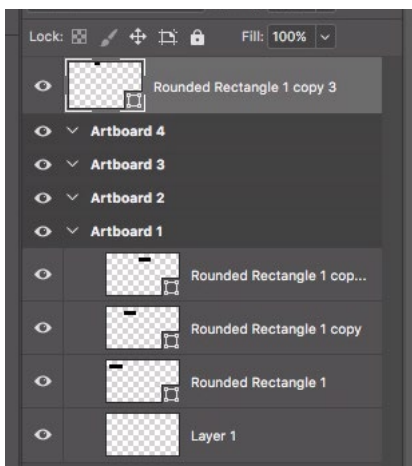 Lock: Fill: 100%
Rounded Rectangle 1 copy 3
Artboard 4
Artboard 3
Artboard 2
Artboard 1
Rounded Rectangle 1 cop...
Rounded Rectangle 1 copy
Rounded Rectangle 1
Layer 1